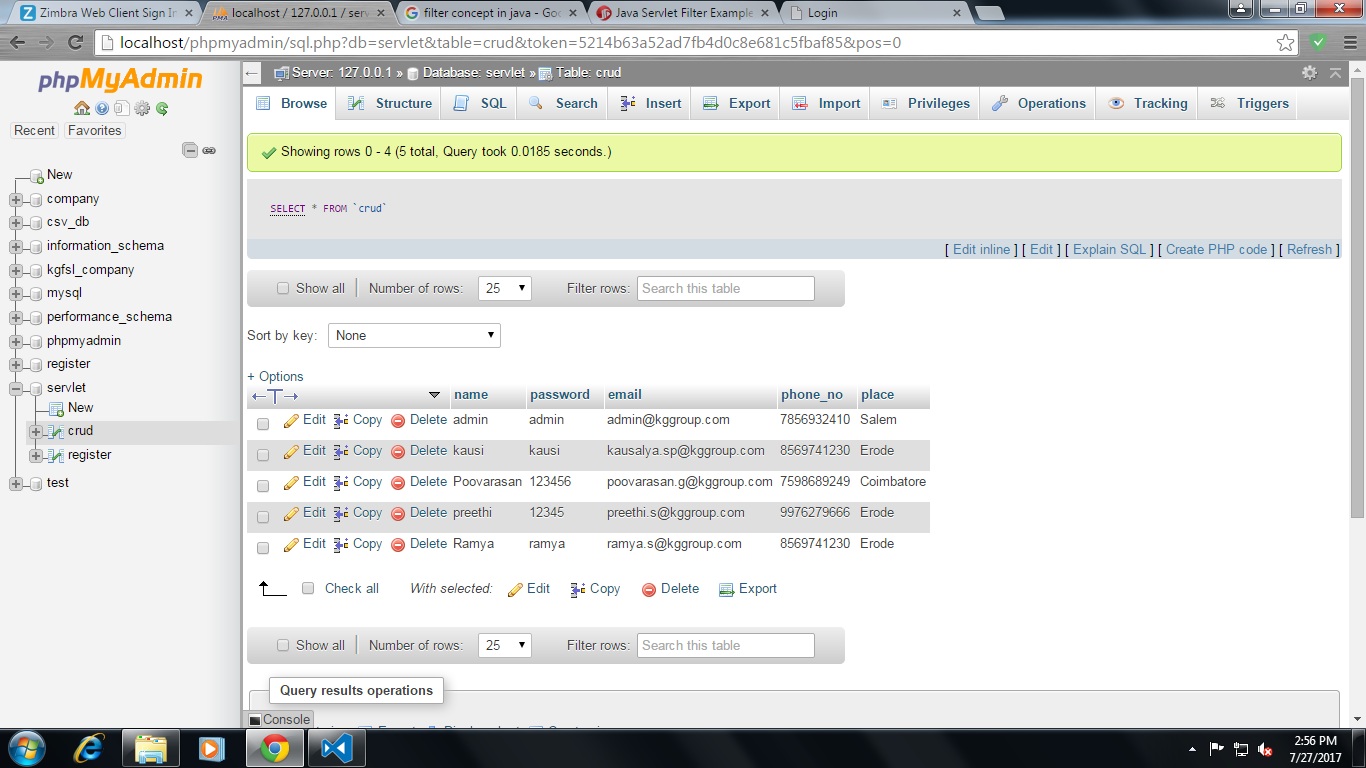 Zimbra Web Client Sign In
localhost / 127.0.0.1 / serv
filter concept in java - Goo
Java Servlet Filter Example
Login
localhost/phpmyadmin/sql.php?db=servlet&table=crud&token=5214b63a52ad7fb4d0c8e681c5fbaf85&pos=0
phpMyAdmin
Recent Favorites
New
company
csv_db
information_schema
kgfsl_company
mysql
performance_schema
phpmyadmin
register
servlet
New
crud
register
test
Server: 127.0.0.1 » Database: servlet » Table: crud
Browse Structure SQL Search Insert Export Import Privileges Operations Tracking Triggers
Showing rows 0 - 4 (5 total, Query took 0.0185 seconds.)
SELECT * FROM `crud`
[ Edit inline ] [ Edit ] [ Explain SQL ] [ Create PHP code ] [ Refresh ]
Show all Number of rows: 25 Filter rows: Search this table
Sort by key: None
+ Options
name password email phone_no place
Edit Copy Delete admin admin admin@kggroup.com 7856932410 Salem
Edit Copy Delete kausi kausi kausalya.sp@kggroup.com 8569741230 Erode
Edit Copy Delete Poovarasan 123456 poovarasan.g@kggroup.com 7598689249 Coimbatore
Edit Copy Delete preethi 12345 preethi.s@kggroup.com 9976279666 Erode
Edit Copy Delete Ramya ramya ramya.s@kggroup.com 8569741230 Erode
Check all With selected: Edit Copy Delete Export
Show all Number of rows: 25 Filter rows: Search this table
Query results operations
Console
2:56 PM
7/27/2017